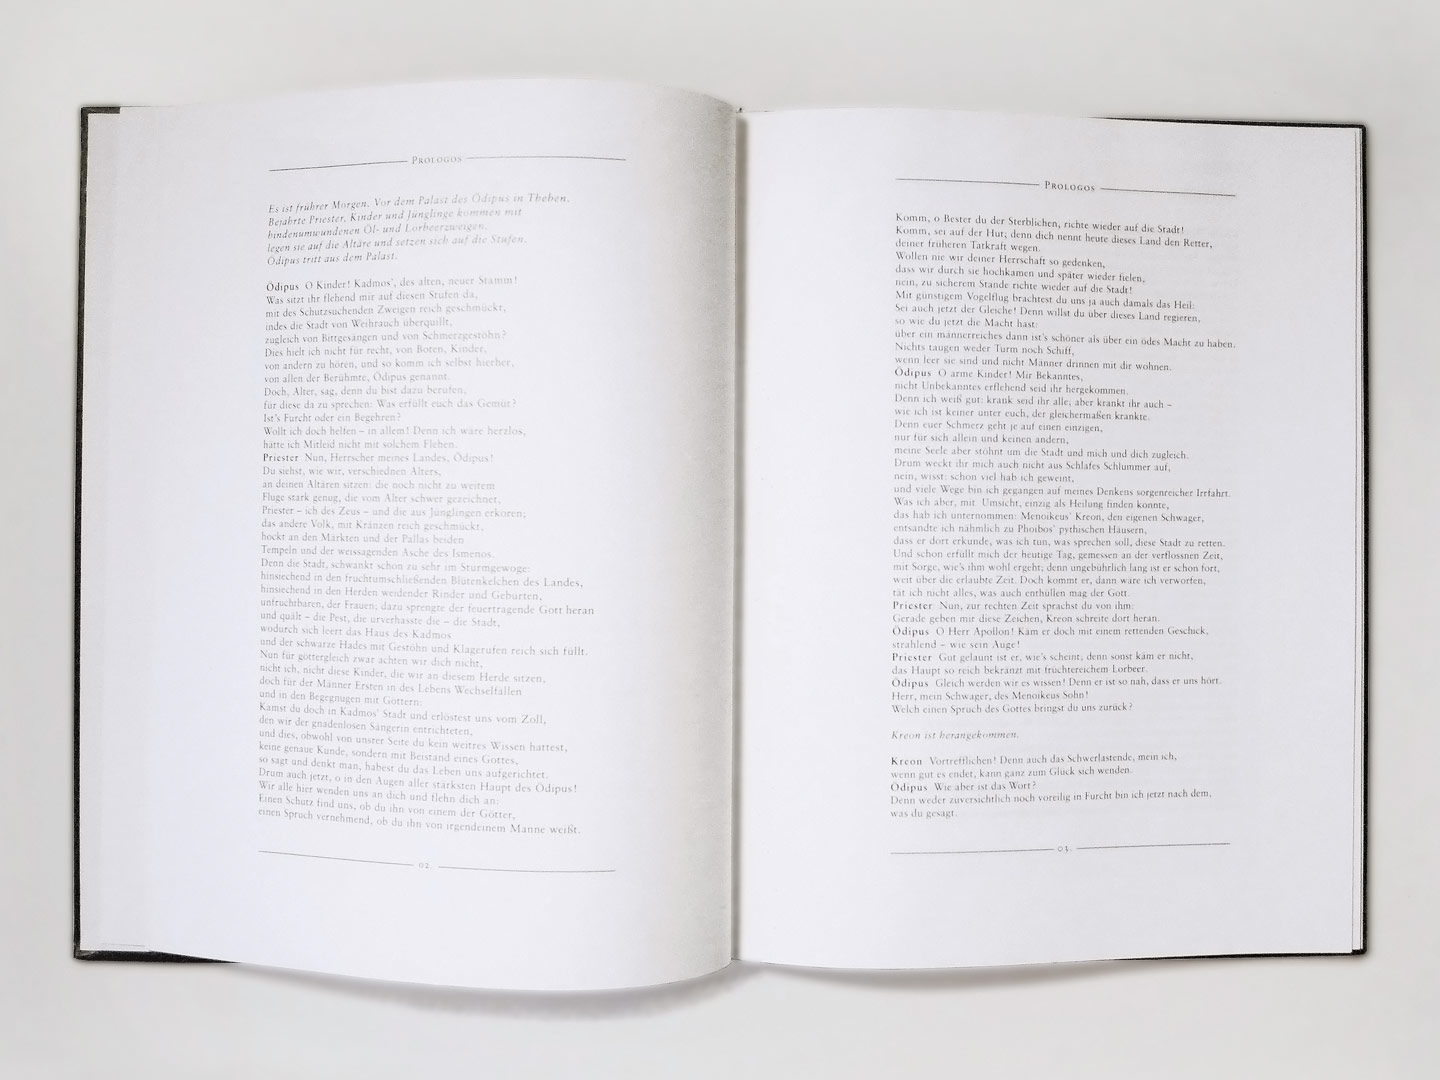 PROLOGOS
Es ist früher Morgen. Vor dem Palast des Ödipus in Theben.
Bejahrte Priester, Kinder und Jünglinge kommen mit
bindenumwundenen Öl- und Lorbeerzweigen,
legen sie auf die Altäre und setzen sich auf die Stufen.
Ödipus tritt aus dem Palast.
Ödipus O Kinder! Kadmos', des alten, neuer Stamm!
Was sitzt ihr flehend mir auf diesen Stufen da,
mit des Schutzsuchenden Zweigen reich geschmückt,
indes die Stadt von Weihrauch überquillt,
zugleich von Bittgesängen und von Schmerzgestöhn?
Dies hielt ich nicht für recht, von Boten, Kinder,
von andern zu hören, und so komm ich selbst hierher,
von allen der Berühmte, Ödipus genannt.
Doch, Alter, sag, denn du bist dazu berufen,
für diese da zu sprechen: Was erfüllt euch das Gemüt?
Ist's Furcht oder ein Begehren?
Wollt ich doch helfen – in allem! Denn ich wäre herzlos,
hätte ich Mitleid nicht mit solchem Flehen.
Priester Nun, Herrscher meines Landes, Ödipus!
Du siehst, wie wir, verschiednen Alters,
an deinen Altären sitzen: die noch nicht zu weitem
Fluge stark genug, die vom Alter schwer gezeichnet,
Priester – ich des Zeus – und die aus Jünglingen erkoren;
das andere Volk, mit Kränzen reich geschmückt,
hockt an den Märkten und der Pallas beiden
Tempeln und der weissagenden Asche des Ismenos.
Denn die Stadt, schwankt schon zu sehr im Sturmgewoge:
hinsiechend in den fruchtumschließenden Blütenkelchen des Landes,
hinsiechend in den Herden weidender Rinder und Geburten,
unfruchtbaren, der Frauen; dazu sprengte der feuertragende Gott heran
und quält – die Pest, die urverhasste die – die Stadt,
wodurch sich leert das Haus des Kadmos
und der schwarze Hades mit Gestöhn und Klagerufen reich sich füllt.
Nun für göttergleich zwar achten wir dich nicht,
nicht ich, nicht diese Kinder, die wir an diesem Herde sitzen,
doch für der Männer Ersten in des Lebens Wechselfällen
und in den Begegnugen mit Göttern;
Kamst du doch in Kadmos' Stadt und erlöstest uns vom Zoll,
den wir der gnadenlosen Sängerin entrichteten,
und dies, obwohl von unsrer Seite du kein weitres Wissen hattest,
keine genaue Kunde, sondern mit Beistand eines Gottes,
so sagt und denkt man, habest du das Leben uns aufgerichtet.
Drum auch jetzt, o in den Augen aller stärksten Haupt des Ödipus!
Wir alle hier wenden uns an dich und flehn dich an:
Einen Schutz find uns, ob du ihn von einem der Götter,
einen Spruch vernehmend, ob du ihn von irgendeinem Manne weißt.
02.
PROLOGOS
Komm, o Bester du der Sterblichen, richte wieder auf die Stadt!
Komm, sei auf der Hut; denn dich nennt heute dieses Land den Retter,
deiner früheren Tatkraft wegen.
Wollen nie wir deiner Herrschaft so gedenken,
dass wir durch sie hochkamen und später wieder fielen,
nein, zu sicherem Stande richte wieder auf die Stadt!
Mit günstigem Vogelflug brachtest du uns ja auch damals das Heil:
Sei auch jetzt der Gleiche! Denn willst du über dieses Land regieren,
so wie du jetzt die Macht hast:
über ein männerreiches dann ist's schöner als über ein ödes Macht zu haben.
Nichts taugen weder Turm noch Schiff,
wenn leer sie sind und nicht Männer drinnen mit dir wohnen.
Ödipus O arme Kinder! Mir Bekanntes,
nicht Unbekanntes erflehend seid ihr hergekommen.
Denn ich weiß gut: krank seid ihr alle, aber krankt ihr auch –
wie ich ist keiner unter euch, der gleichermaßen krankte.
Denn euer Schmerz geht je auf einen einzigen,
nur für sich allein und keinen andern,
meine Seele aber stöhnt um die Stadt und mich und dich zugleich.
Drum weckt ihr mich auch nicht aus Schlafes Schlummer auf,
nein, wisst: schon viel hab ich geweint,
und viele Wege bin ich gegangen auf meines Denkens sorgenreicher Irrfahrt.
Was ich aber, mit Umsicht, einzig als Heilung finden konnte,
das hab ich unternommen: Menoikeus' Kreon, den eigenen Schwager,
entsandte ich nähmlich zu Phoibos' pythischen Häusern,
dass er dort erkunde, was ich tun, was sprechen soll, diese Stadt zu retten.
Und schon erfüllt mich der heutige Tag, gemessen an der verflossnen Zeit,
mit Sorge, wie's ihm wohl ergeht; denn ungebührlich lang ist er schon fort,
weit über die erlaubte Zeit. Doch kommt er, dann wäre ich verworfen,
tät ich nicht alles, was auch enthüllen mag der Gott.
Priester Nun, zur rechten Zeit sprachst du von ihm:
Gerade geben mir diese Zeichen, Kreon schreite dort heran.
Ödipus O Herr Apollon! Käm er doch mit einem rettenden Geschick,
strahlend – wie sein Auge!
Priester Gut gelaunt ist er, wie's scheint, denn sonst käm er nicht,
das Haupt so reich bekränzt mit früchtereichem Lorbeer.
Ödipus Gleich werden wir es wissen! Denn er ist so nah, dass er uns hört.
Herr, mein Schwager, des Menoikeus Sohn!
Welch einen Spruch des Gottes bringst du uns zurück?
Kreon ist herangekommen.
Kreon Vortrefflichen! Denn auch das Schwerlastende, mein ich,
wenn gut es endet, kann ganz zum Glück sich wenden.
Ödipus Wie aber ist das Wort?
Denn weder zuversichtlich noch voreilig in Furcht bin ich jetzt nach dem,
was du gesagt.
03.